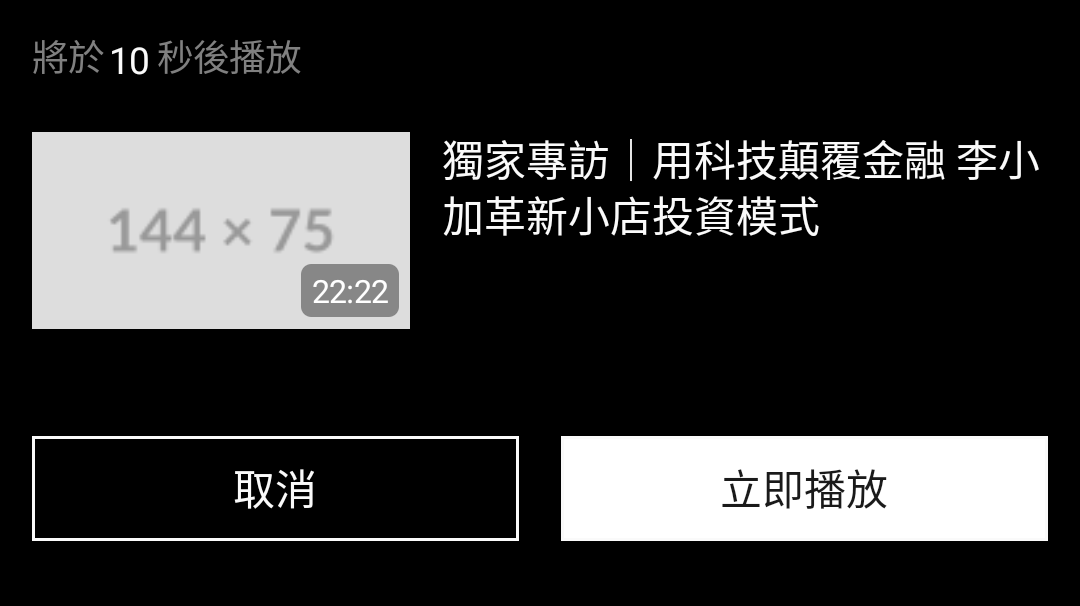 將於 10 秒後播放
144 × 75
22:22
獨家專訪｜用科技顛覆金融 李小
加革新小店投資模式
取消
立即播放